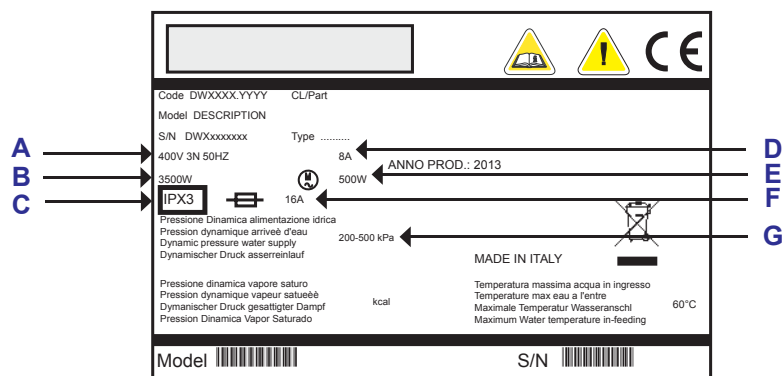 CE
Code DWXXXX.YYYY CL/Part
Model DESCRIPTION
S/N DWXxxxxxx Type ..........
A 400V 3N 50HZ 8A D
ANNO PROD.: 2013
B 3500W M 500W E
C IPX3 16A F
Pressione Dinamica alimentazione idrica
Pression dynamique arriveè d'eau
Dynamic pressure water supply
Dynamischer Druck asserreinlauf
200-500 kPa G
MADE IN ITALY
Pressione dinamica vapore saturo
Pression dynamique vapeur satueèè
Dymanischer Druck gesattigter Dampf
Pression Dinamica Vapor Saturado
kcal
Temperatura massima acqua in ingresso
Temperature max eau a l'entre
Maximale Temperatur Wasseranschl
Maximum Water temperature in-feeding
60°C
Model S/N